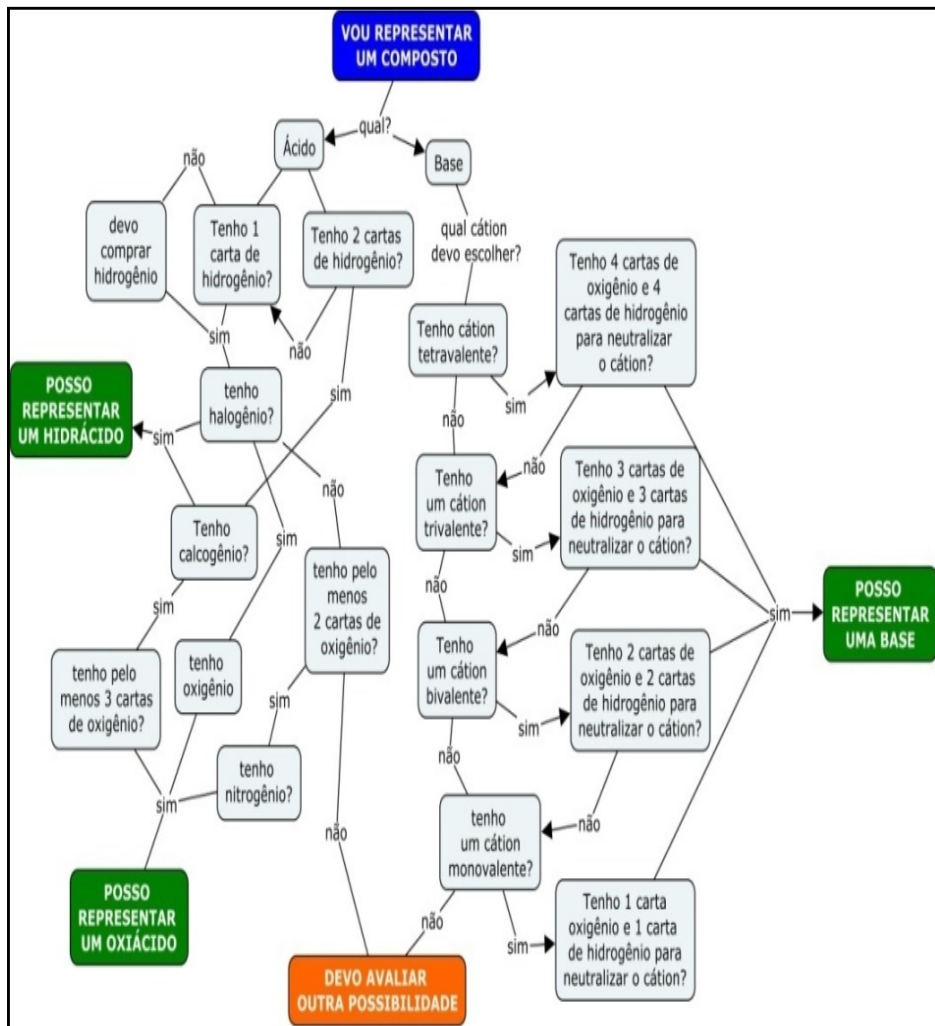 VOU REPRESENTAR
UM COMPOSTO
qual?
Ácido
Base
não
devo
comprar
hidrogênio
Tenho 1
carta de
hidrogênio?
Tenho 2 cartas
de hidrogênio?
qual cátion
devo escolher?
Tenho 4 cartas de
oxigênio e 4
cartas de hidrogênio
para neutralizar
o cátion?
sim
não
Tenho cátion
tetravalente?
sim
POSSO
REPRESENTAR
UM HIDRÁCIDO
sim
tenho
halogênio?
sim
não
não
não
Tenho
calcogênio?
sim
Tenho
um cátion
trivalente?
sim
Tenho 3 cartas de
oxigênio e 3 cartas
de hidrogênio para
neutralizar o cátion?
sim
tenho pelo
menos
2 cartas de
oxigênio?
não
não
sim
POSSO
REPRESENTAR
UMA BASE
tenho pelo
menos 3 cartas
de oxigênio?
tenho
oxigênio
sim
Tenho
um cátion
bivalente?
sim
Tenho 2 cartas de
oxigênio e 2 cartas
de hidrogênio para
neutralizar o cátion?
tenho
nitrogênio?
sim
não
não
tenho
um cátion
monovalente?
não
POSSO
REPRESENTAR
UM OXIÁCIDO
não
sim
Tenho 1 carta
oxigênio e 1 carta
de hidrogênio para
neutralizar o cátion?
DEVO AVALIAR
OUTRA POSSIBILIDADE